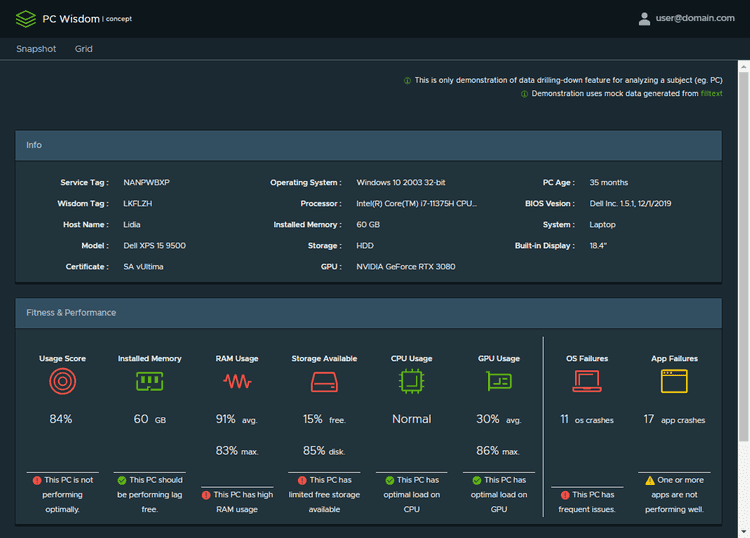 PC Wisdom | concept
user@domain.com
Snapshot Grid
This is only demonstration of data drilling-down feature for analyzing a subject (eg. PC)
Demonstration uses mock data generated from filltext
Info
Service Tag : NANPWBXP Operating System : Windows 10 2003 32-bit PC Age : 35 months
Wisdom Tag : LKFLZH Processor : Intel(R) Core(TM) i7-11375H CPU... BIOS Vesion : Dell Inc. 1.5.1, 12/1/2019
Host Name : Lidia Installed Memory : 60 GB System : Laptop
Model : Dell XPS 15 9500 Storage : HDD Built-in Display : 18.4"
Certificate : SA vUltima GPU : NVIDIA GeForce RTX 3080
Fitness & Performance
Usage Score Installed Memory RAM Usage Storage Available CPU Usage GPU Usage OS Failures App Failures
84% 60 GB 91% avg. 15% free. Normal 30% avg. 11 os crashes 17 app crashes
83% max. 85% disk. 86% max.
This PC is not
performing
optimally.
This PC should
be performing lag
free.
This PC has high
RAM usage
This PC has
limited free storage
available
This PC has
optimal load on
CPU
This PC has
optimal load on
GPU
This PC has
frequent issues.
One or more
apps are not
performing well.